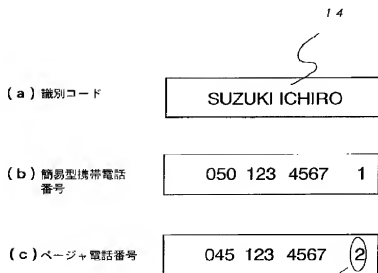 14
(a) 識別コード SUZUKI ICHIRO
(b) 簡易型携帯電話 050 123 4567 1
番号
(c) ページャ電話番号 045 123 4567 2